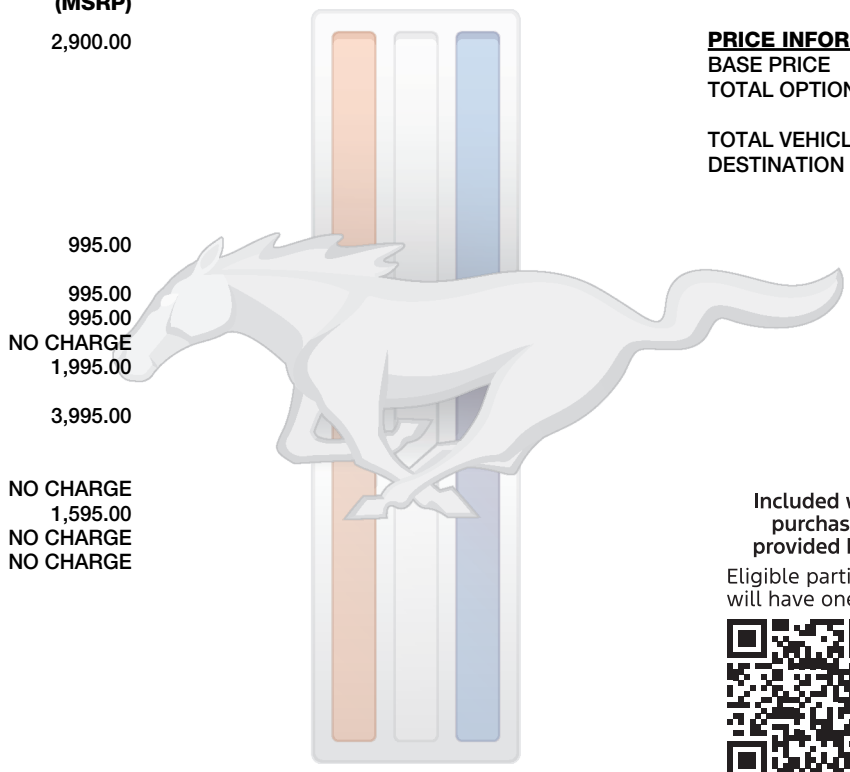 (MSRP)
2,900.00
995.00
995.00
995.00
NO CHARGE
1,995.00
3,995.00
NO CHARGE
1,595.00
NO CHARGE
NO CHARGE
PRICE INFOR
BASE PRICE
TOTAL OPTION
TOTAL VEHICL
DESTINATION
Included
purchas
provided
Eligible parti
will have one